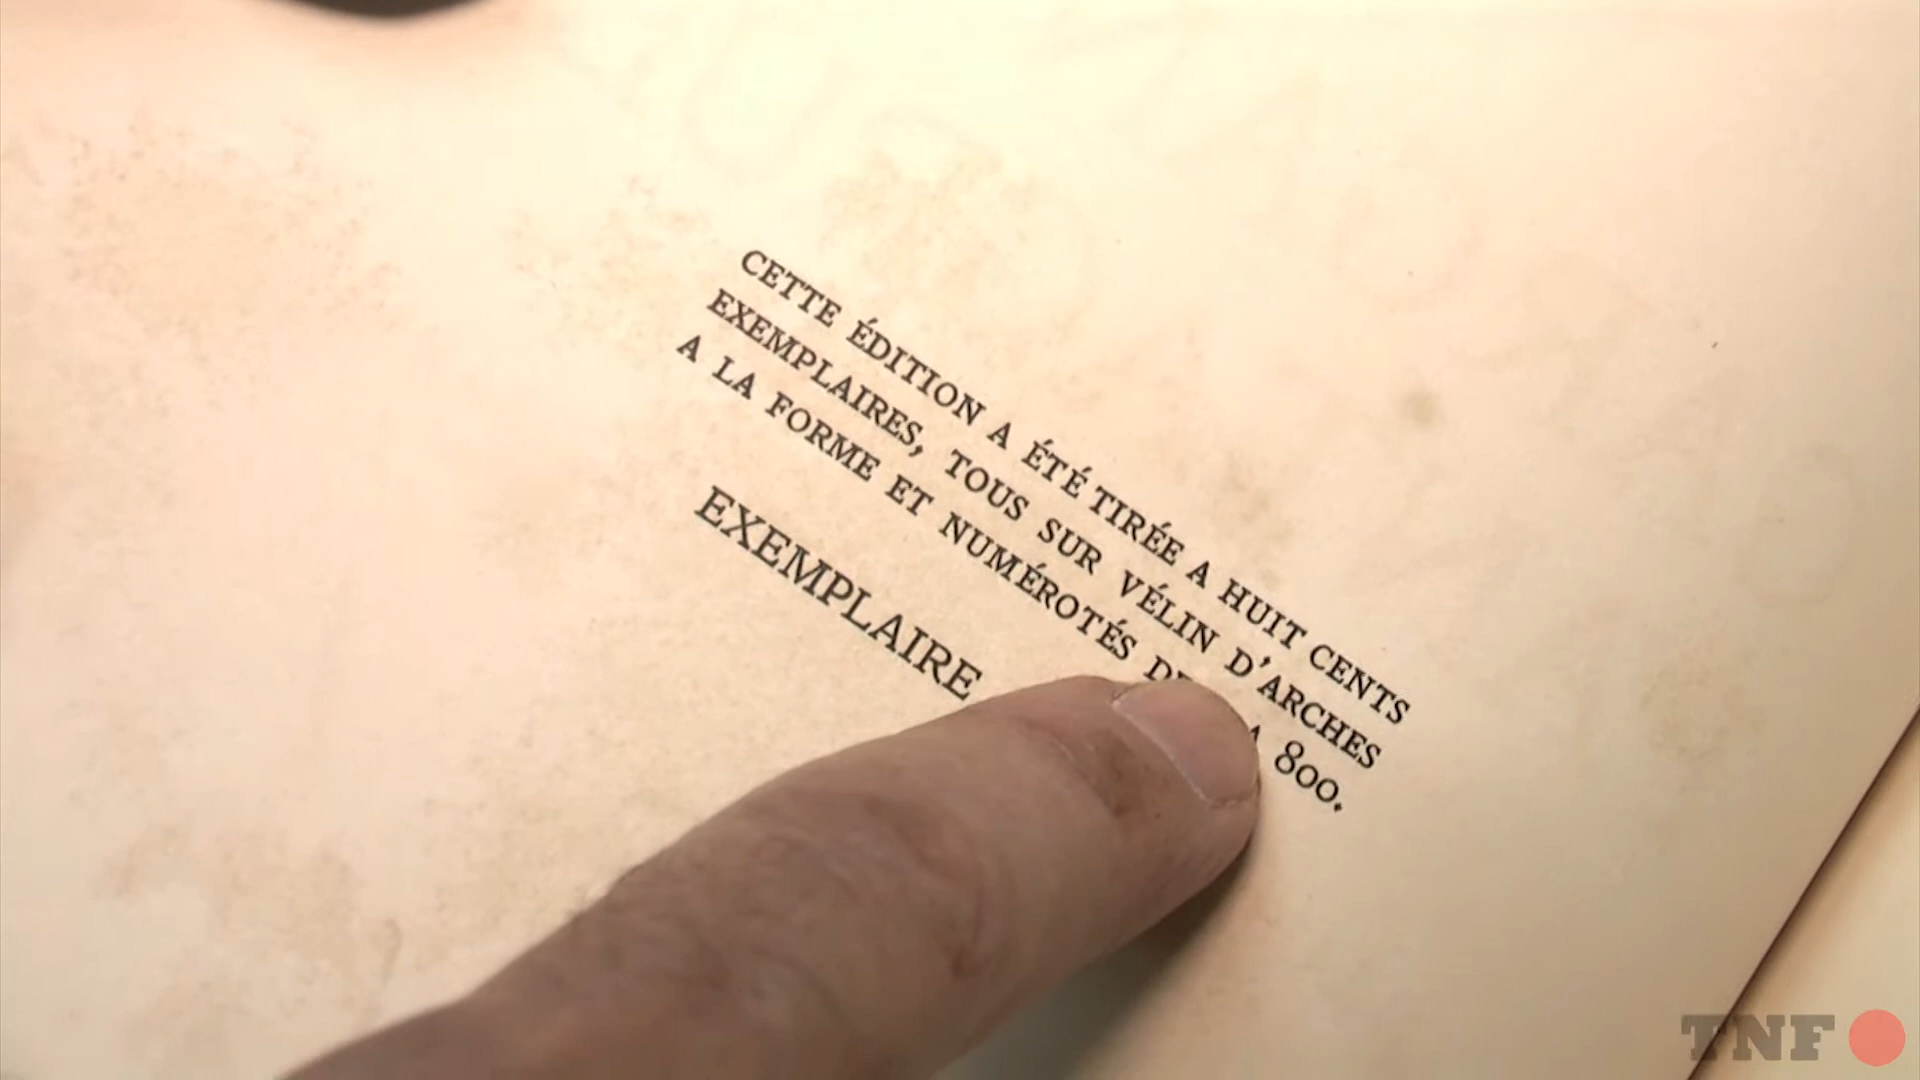 CETTE ÉDITION A ÉTÉ TIRÉE A HUIT CENTS
EXEMPLAIRES, TOUS SUR VÉLIN D'ARCHES
A LA FORME ET NUMÉROTÉS A 800.
EXEMPLAIRE
TNF